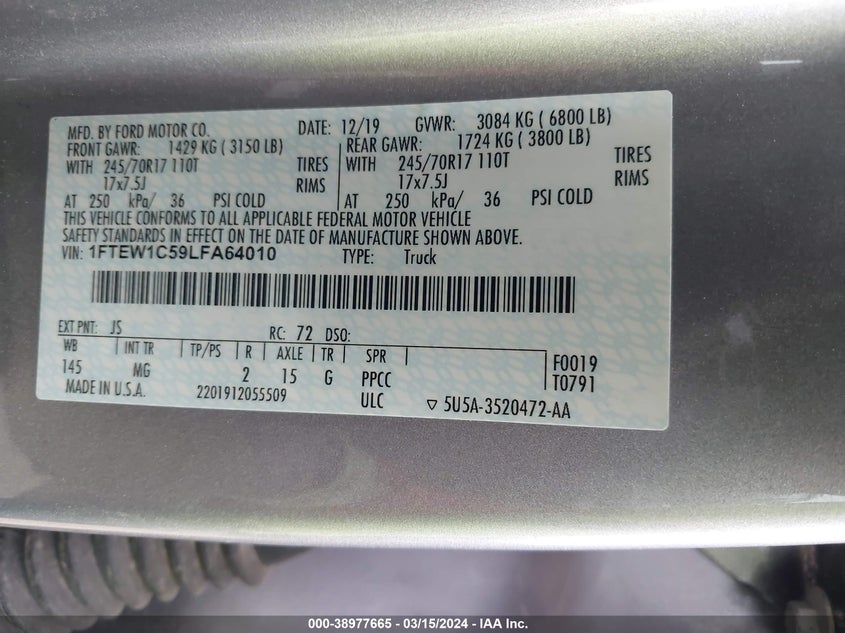 MFD. BY FORD MOTOR CO. DATE: 12/19 GVWR: 3084 KG ( 6800 LB)
FRONT GAWR: 1429 KG ( 3150 LB) REAR GAWR: 1724 KG ( 3800 LB)
WITH 245/70R17 110T TIRES WITH 245/70R17 110T TIRES
17x7.5J RIMS 17x7.5J RIMS
AT 250 kPa/ 36 PSI COLD AT 250 kPa/ 36 PSI COLD
THIS VEHICLE CONFORMS TO ALL APPLICABLE FEDERAL MOTOR VEHICLE
SAFETY STANDARDS IN EFFECT ON THE DATE OF MANUFACTURE SHOWN ABOVE.
VIN: 1FTEW1C59LFA64010 TYPE: Truck
EXT PNT: JS RC: 72 DSO:
WB INT TR TP/PS R AXLE TR SPR F0019
145 MG 2 15 G PPCC T0791
MADE IN U.S.A. 2201912055509 ULC ▽ 5U5A-3520472-AA
000-38977665 - 03/15/2024 - IAA Inc.